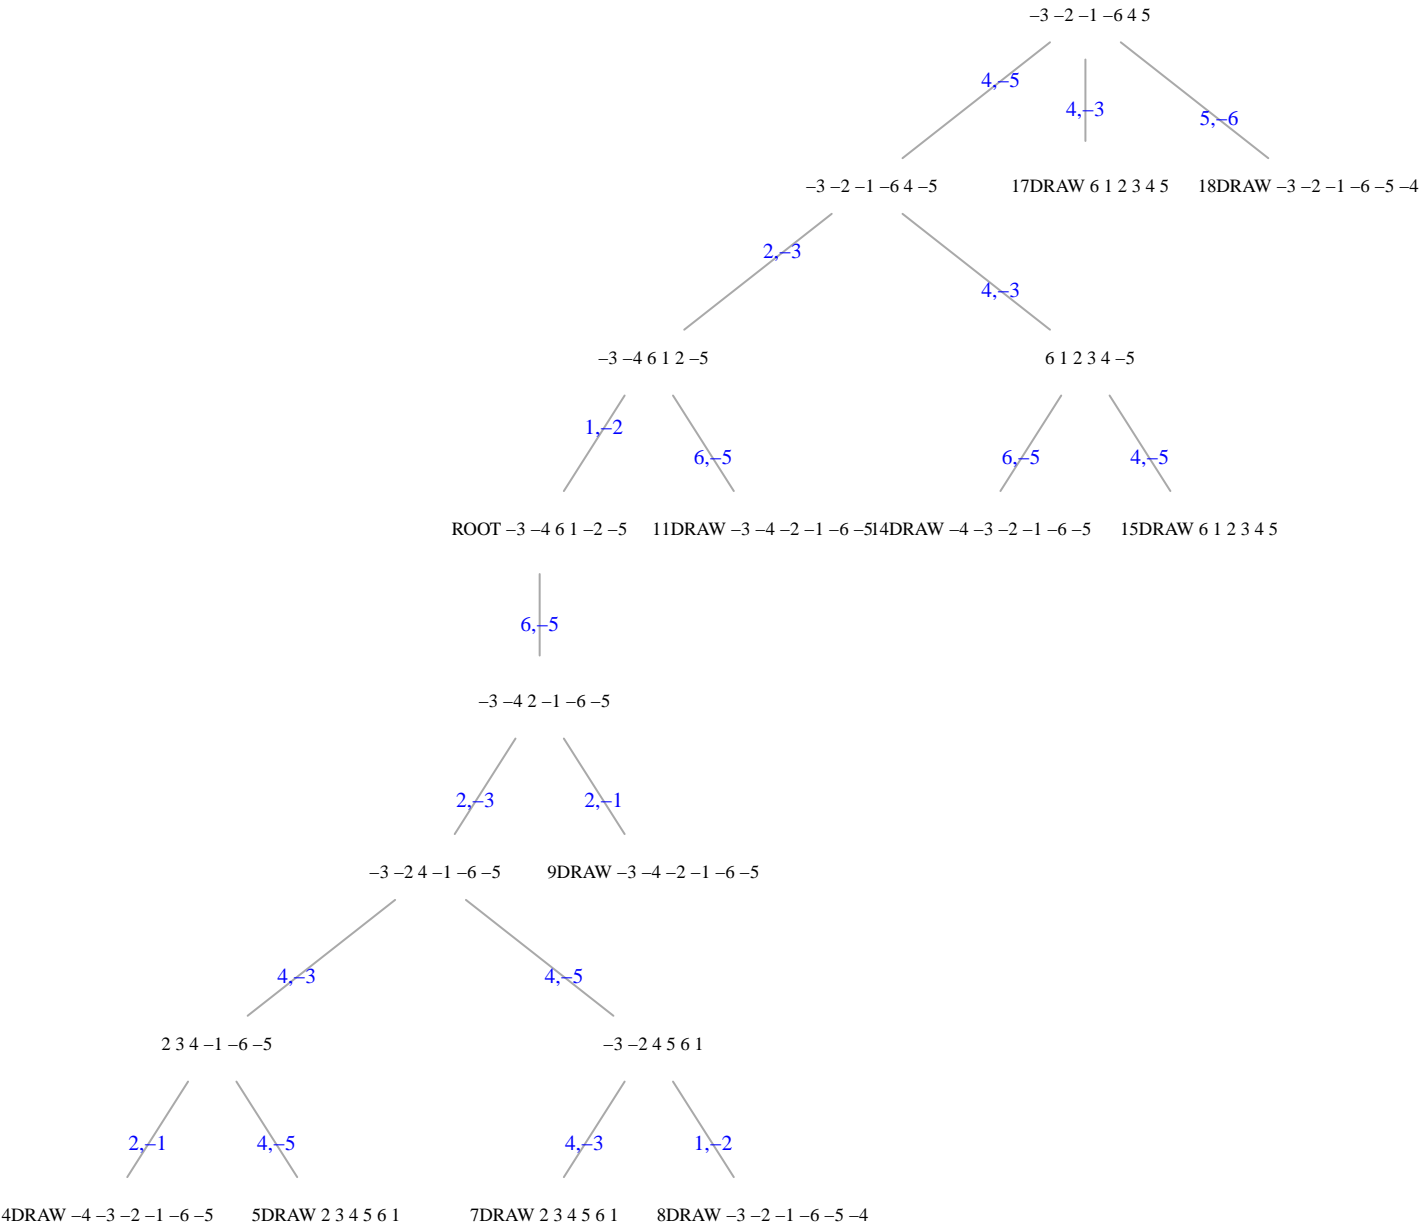 –3 –2 –1 –6 4 5
4,–5
4,–3
5,–6
–3 –2 –1 –6 4 –5
17DRAW 6 1 2 3 4 5
18DRAW –3 –2 –1 –6 –5 –4
2,–3
4,–3
–3 –4 6 1 2 –5
6 1 2 3 4 –5
1,–2
6,–5
6,–5
4,–5
ROOT –3 –4 6 1 –2 –5
11DRAW –3 –4 –2 –1 –6 –5
14DRAW –4 –3 –2 –1 –6 –5
15DRAW 6 1 2 3 4 5
6,–5
–3 –4 2 –1 –6 –5
2,–3
2,–1
–3 –2 4 –1 –6 –5
9DRAW –3 –4 –2 –1 –6 –5
4,–3
4,–5
2 3 4 –1 –6 –5
–3 –2 4 5 6 1
2,–1
4,–5
4,–3
1,–2
4DRAW –4 –3 –2 –1 –6 –5
5DRAW 2 3 4 5 6 1
7DRAW 2 3 4 5 6 1
8DRAW –3 –2 –1 –6 –5 –4